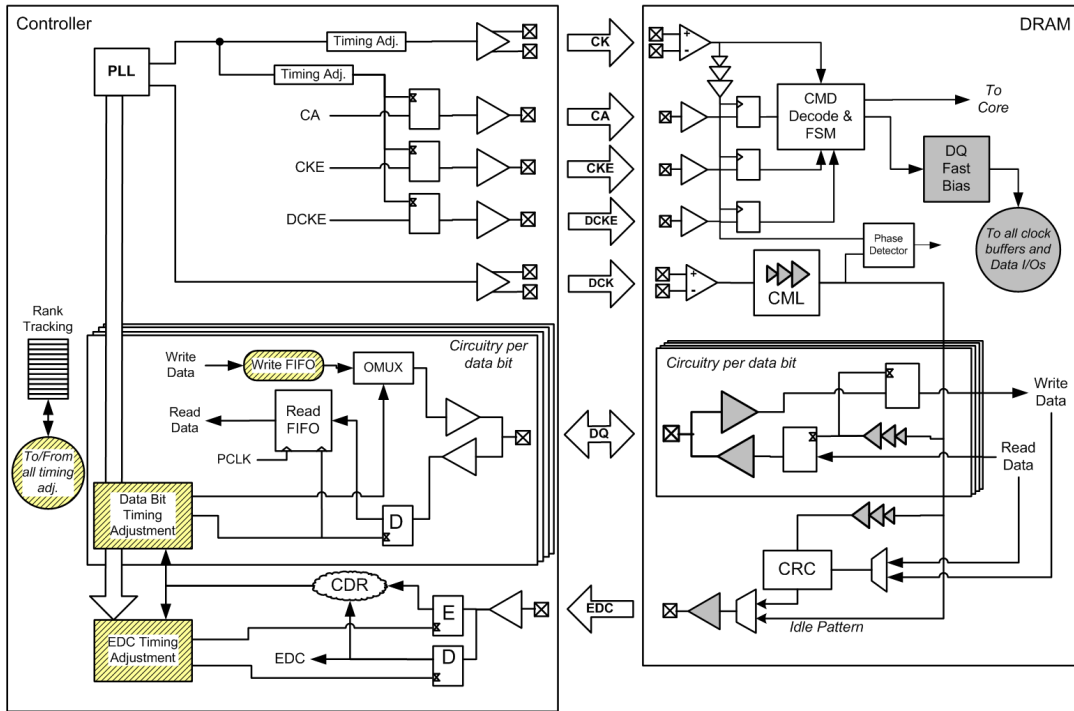 Controller
DRAM
PLL
Timing Adj.
Timing Adj.
CA
CKE
DCKE
CK
CA
CKE
DCKE
DCK
+
-
CMD
Decode &
FSM
To
Core
DQ
Fast
Bias
To all clock
buffers and
Data I/Os
Phase
Detector
+
-
CML
Rank
Tracking
To/From
all timing
adj.
Circuitry per
data bit
Write
Data
Write FIFO
OMUX
Read
Data
Read
FIFO
PCLK
Data Bit
Timing
Adjustment
D
DQ
Circuitry per data bit
Write
Data
Read
Data
CDR
E
D
EDC
EDC Timing
Adjustment
EDC
CRC
Idle Pattern